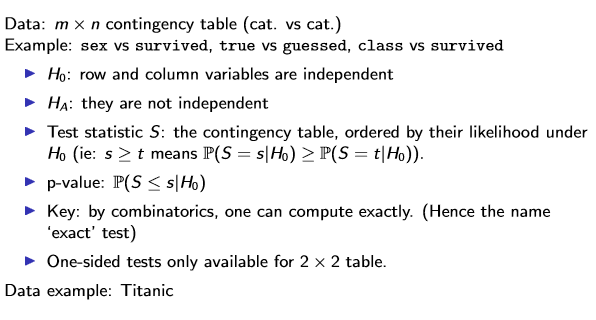 Data: m × n contingency table (cat. vs cat.)
Example: sex vs survived, true vs guessed, class vs survived
▶ H₀: row and column variables are independent
▶ H_A: they are not independent
▶ Test statistic S: the contingency table, ordered by their likelihood under
H₀ (ie: s ≥ t means ℙ(S = s|H₀) ≥ ℙ(S = t|H₀)).
▶ p-value: ℙ(S ≤ s|H₀)
▶ Key: by combinatorics, one can compute exactly. (Hence the name
‘exact’ test)
▶ One-sided tests only available for 2 × 2 table.
Data example: Titanic